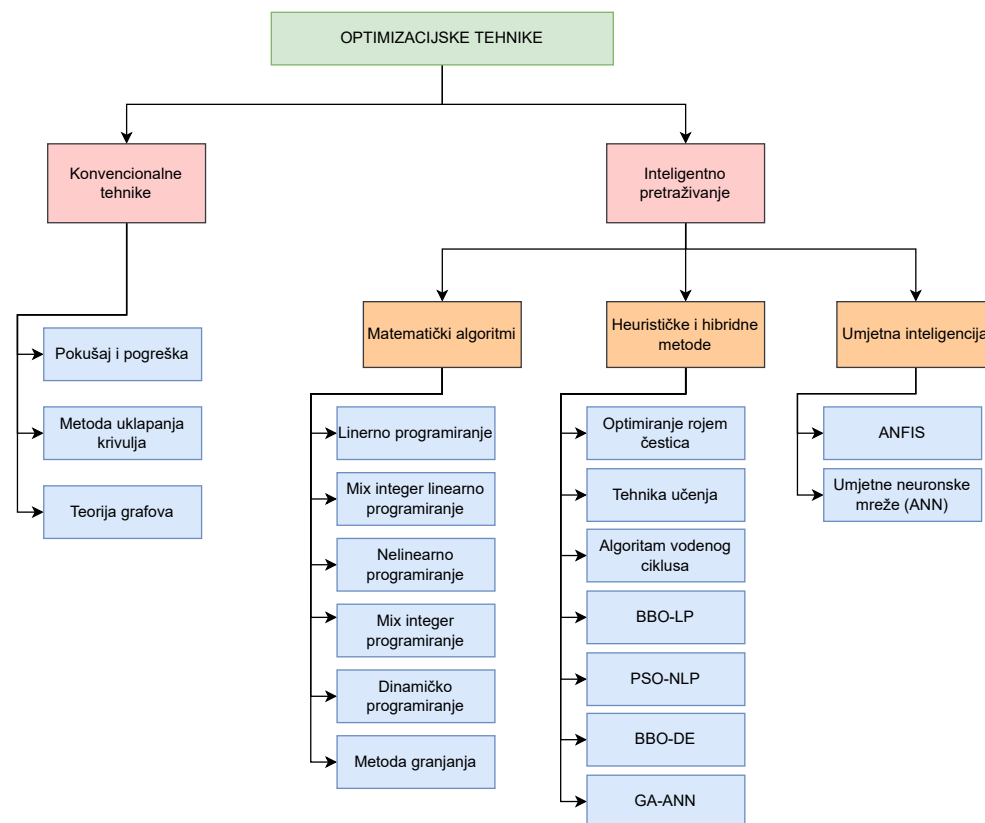 OPTIMIZACIJSKE TEHNIKE
Konvencionalne
tehnike
Inteligentno
pretraživanje
Pokušaj i pogreška
Metoda uklapanja
krivulja
Teorija grafova
Matematički algoritmi
Heurističke i hibridne
metode
Umjetna inteligencija
Linerno programiranje
Mix integer linearno
programiranje
Nelinearno
programiranje
Mix integer
programiranje
Dinamičko
programiranje
Metoda granjanja
Optimiranje rojem
čestica
Tehnika učenja
Algoritam vodenog
ciklusa
BBO-LP
PSO-NLP
BBO-DE
GA-ANN
ANFIS
Umjetne neuronske
mreže (ANN)